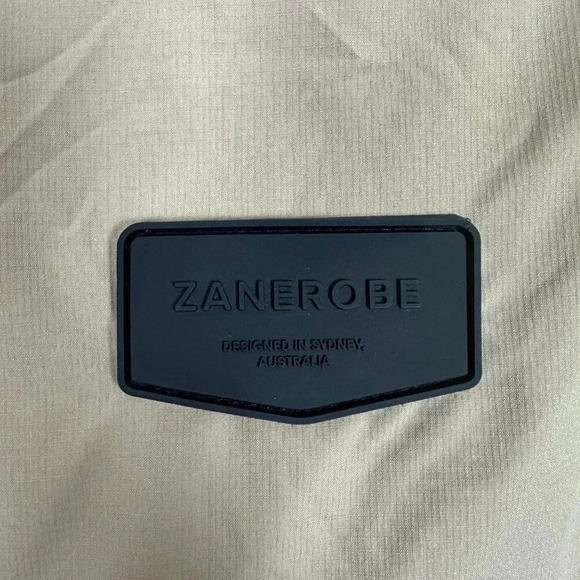 ZANEROBE
DESIGNED IN SYDNEY,
AUSTRALIA